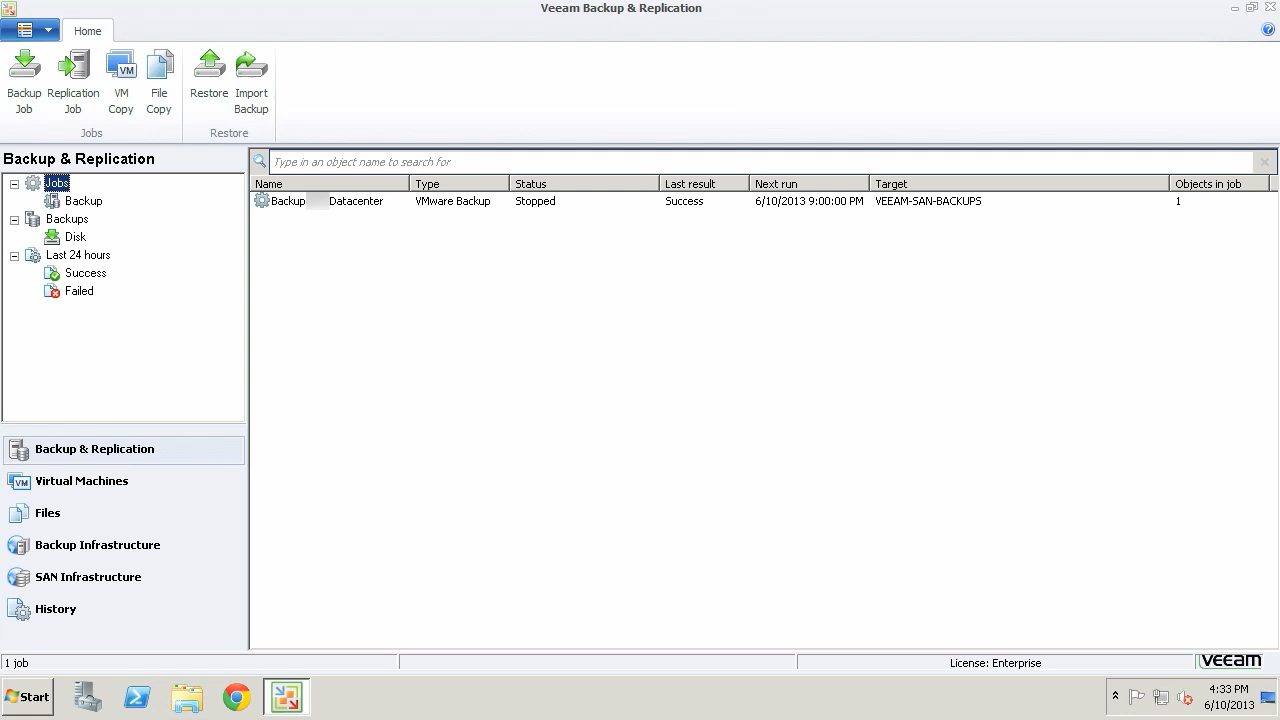 Veeam Backup & Replication
Home
Backup Job
Replication Job
VM Copy
File Copy
Restore
Import Backup
Jobs
Restore
Backup & Replication
Type in an object name to search for
Jobs
Backup
Backups
Disk
Last 24 hours
Success
Failed
Name Type Status Last result Next run Target Objects in job
Backup Datacenter VMware Backup Stopped Success 6/10/2013 9:00:00 PM VEEAM-SAN-BACKUPS 1
Backup & Replication
VM Virtual Machines
Files
Backup Infrastructure
SAN Infrastructure
History
1 job
License: Enterprise
veeam
Start
4:33 PM
6/10/2013